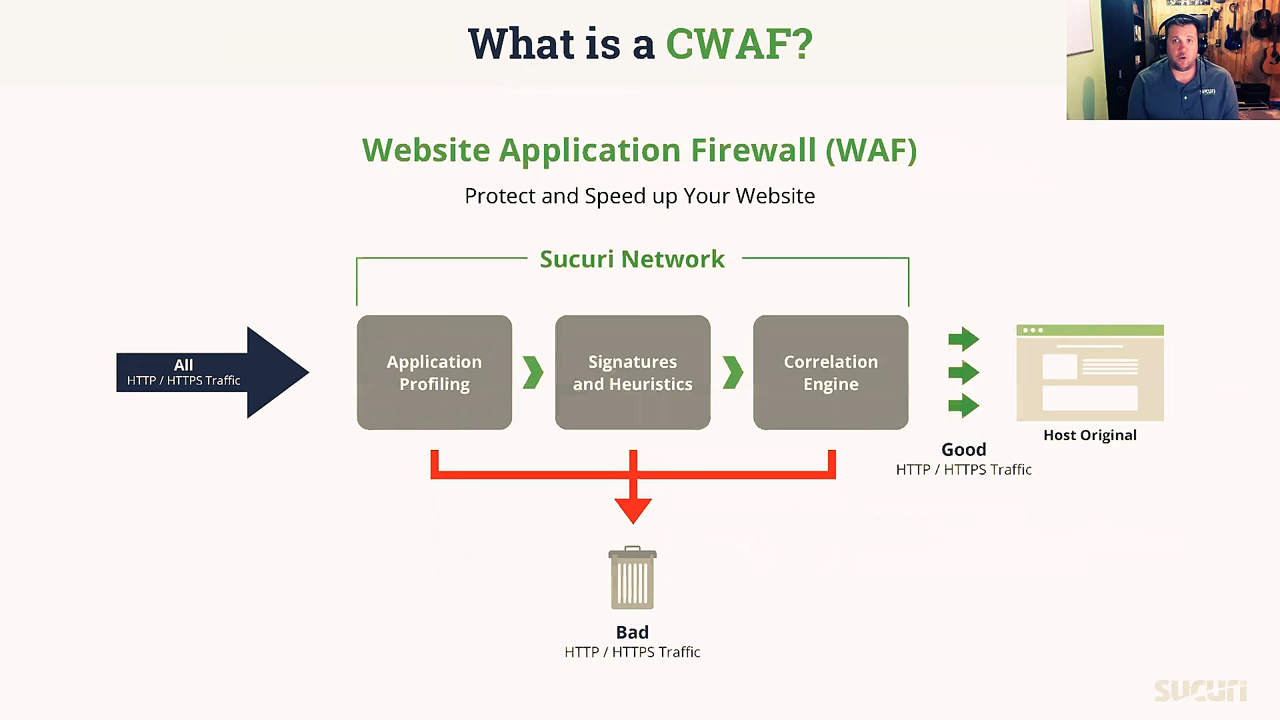 What is a CWAF?
sucuri
Website Application Firewall (WAF)
Protect and Speed up Your Website
Sucuri Network
All
HTTP / HTTPS Traffic
Application
Profiling
Signatures
and Heuristics
Correlation
Engine
Host Original
Good
HTTP / HTTPS Traffic
Bad
HTTP / HTTPS Traffic
sucuri